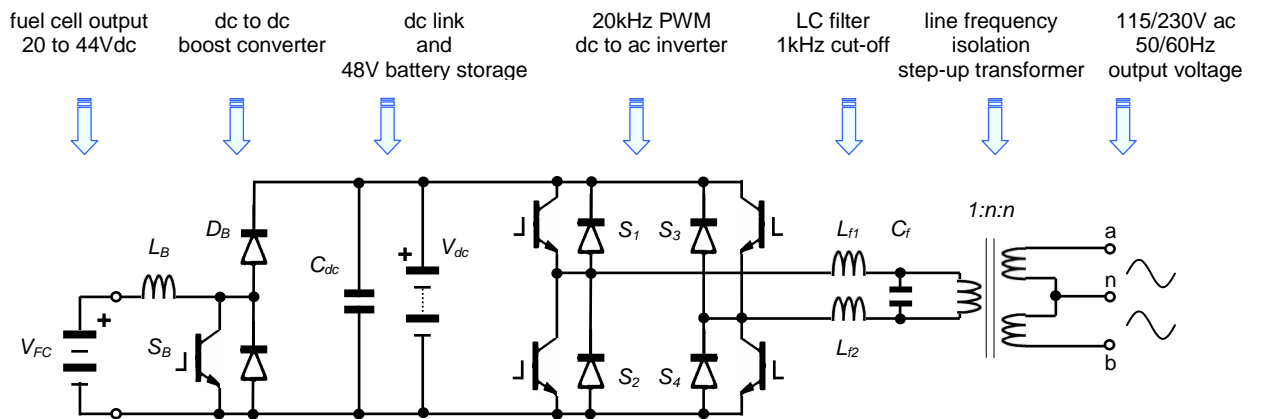 fuel cell output
20 to 44Vdc
dc to dc
boost converter
dc link
and
48V battery storage
20kHz PWM
dc to ac inverter
LC filter
1kHz cut-off
line frequency
isolation
step-up transformer
115/230V ac
50/60Hz
output voltage
VFC
+
LB
SB
DB
Cdc
+
Vdc
S1
S3
S2
S4
Lf1
Cf
Lf2
1:n:n
a
n
b